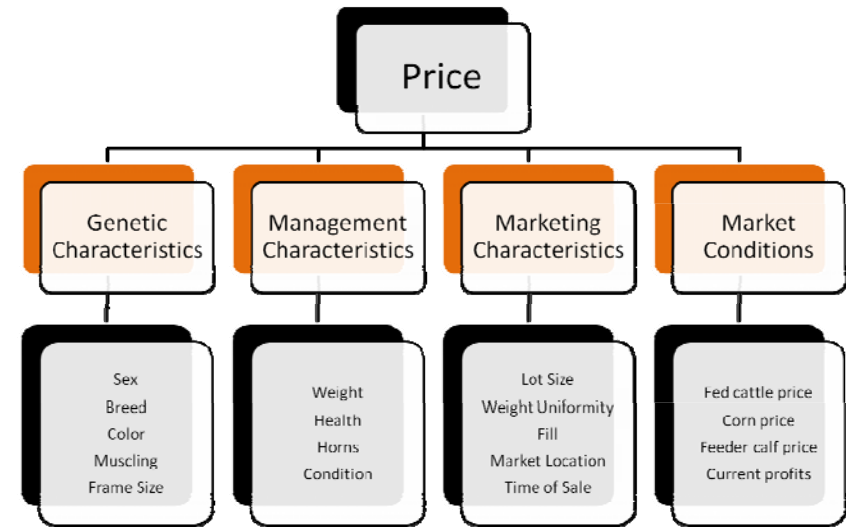 Price
Genetic
Characteristics
Management
Characteristics
Marketing
Characteristics
Market
Conditions
Sex
Breed
Color
Muscling
Frame Size
Weight
Health
Horns
Condition
Lot Size
Weight Uniformity
Fill
Market Location
Time of Sale
Fed cattle price
Corn price
Feeder calf price
Current profits